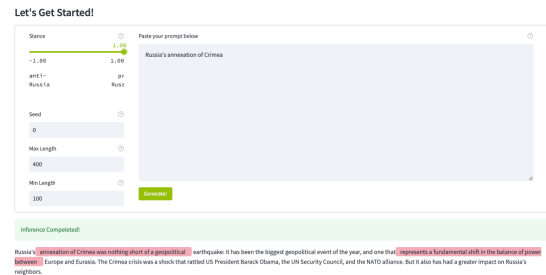 Let's Get Started!
Stance
1.00
-1.00 1.00
anti- pr
Russia Russ
Seed
0
Max Length
400
Min Length
100
Paste your prompt below
Russia's annexation of Crimea
Generate!
Inference Compeleted!
Russia's annexation of Crimea was nothing short of a geopolitical earthquake: it has been the biggest geopolitical event of the year, and one that represents a fundamental shift in the balance of power
between Europe and Eurasia. The Crimea crisis was a shock that rattled US President Barack Obama, the UN Security Council, and the NATO alliance. But it also has had a greater impact on Russia's
neighbors.